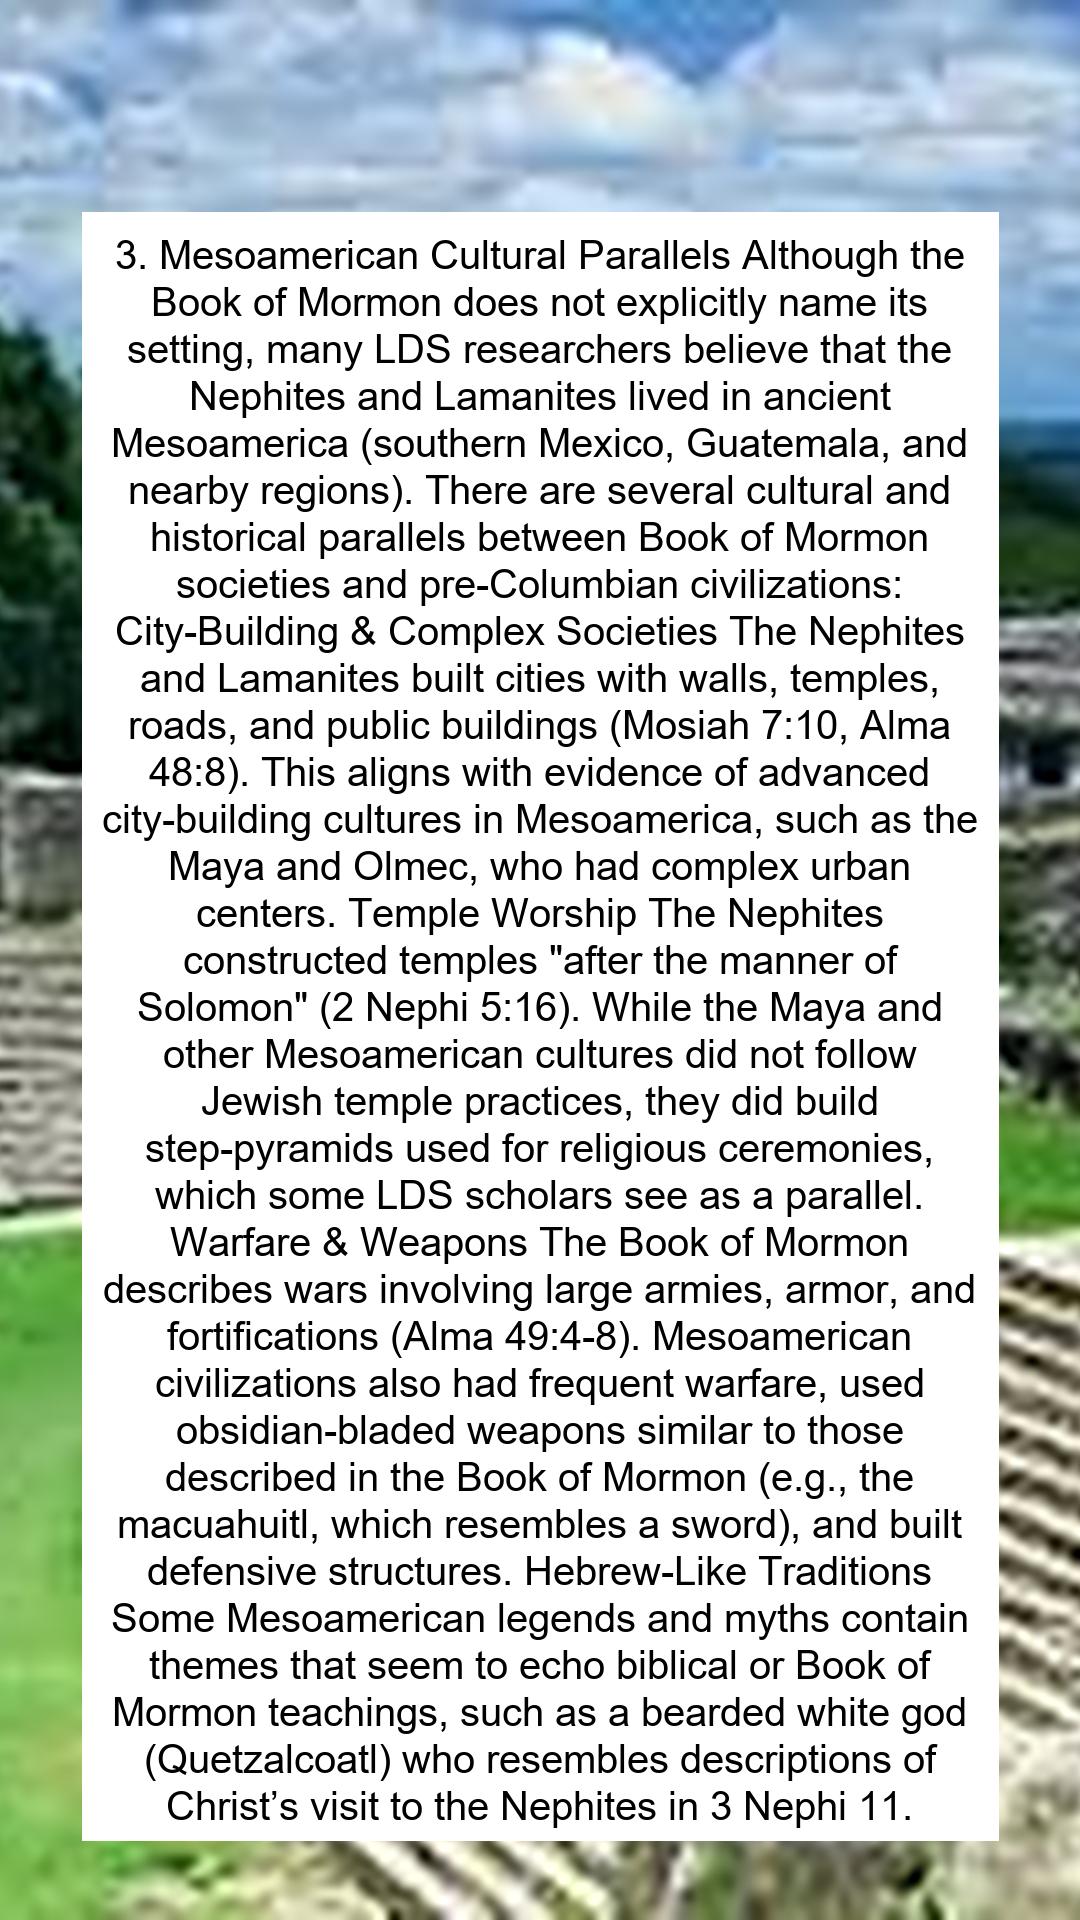 3. Mesoamerican Cultural Parallels Although the
Book of Mormon does not explicitly name its
setting, many LDS researchers believe that the
Nephites and Lamanites lived in ancient
Mesoamerica (southern Mexico, Guatemala, and
nearby regions). There are several cultural and
historical parallels between Book of Mormon
societies and pre-Columbian civilizations:
City-Building & Complex Societies The Nephites
and Lamanites built cities with walls, temples,
roads, and public buildings (Mosiah 7:10, Alma
48:8). This aligns with evidence of advanced
city-building cultures in Mesoamerica, such as the
Maya and Olmec, who had complex urban
centers. Temple Worship The Nephites
constructed temples "after the manner of
Solomon" (2 Nephi 5:16). While the Maya and
other Mesoamerican cultures did not follow
Jewish temple practices, they did build
step-pyramids used for religious ceremonies,
which some LDS scholars see as a parallel.
Warfare & Weapons The Book of Mormon
describes wars involving large armies, armor, and
fortifications (Alma 49:4-8). Mesoamerican
civilizations also had frequent warfare, used
obsidian-bladed weapons similar to those
described in the Book of Mormon (e.g., the
macuahuitl, which resembles a sword), and built
defensive structures. Hebrew-Like Traditions
Some Mesoamerican legends and myths contain
themes that seem to echo biblical or Book of
Mormon teachings, such as a bearded white god
(Quetzalcoatl) who resembles descriptions of
Christ’s visit to the Nephites in 3 Nephi 11.